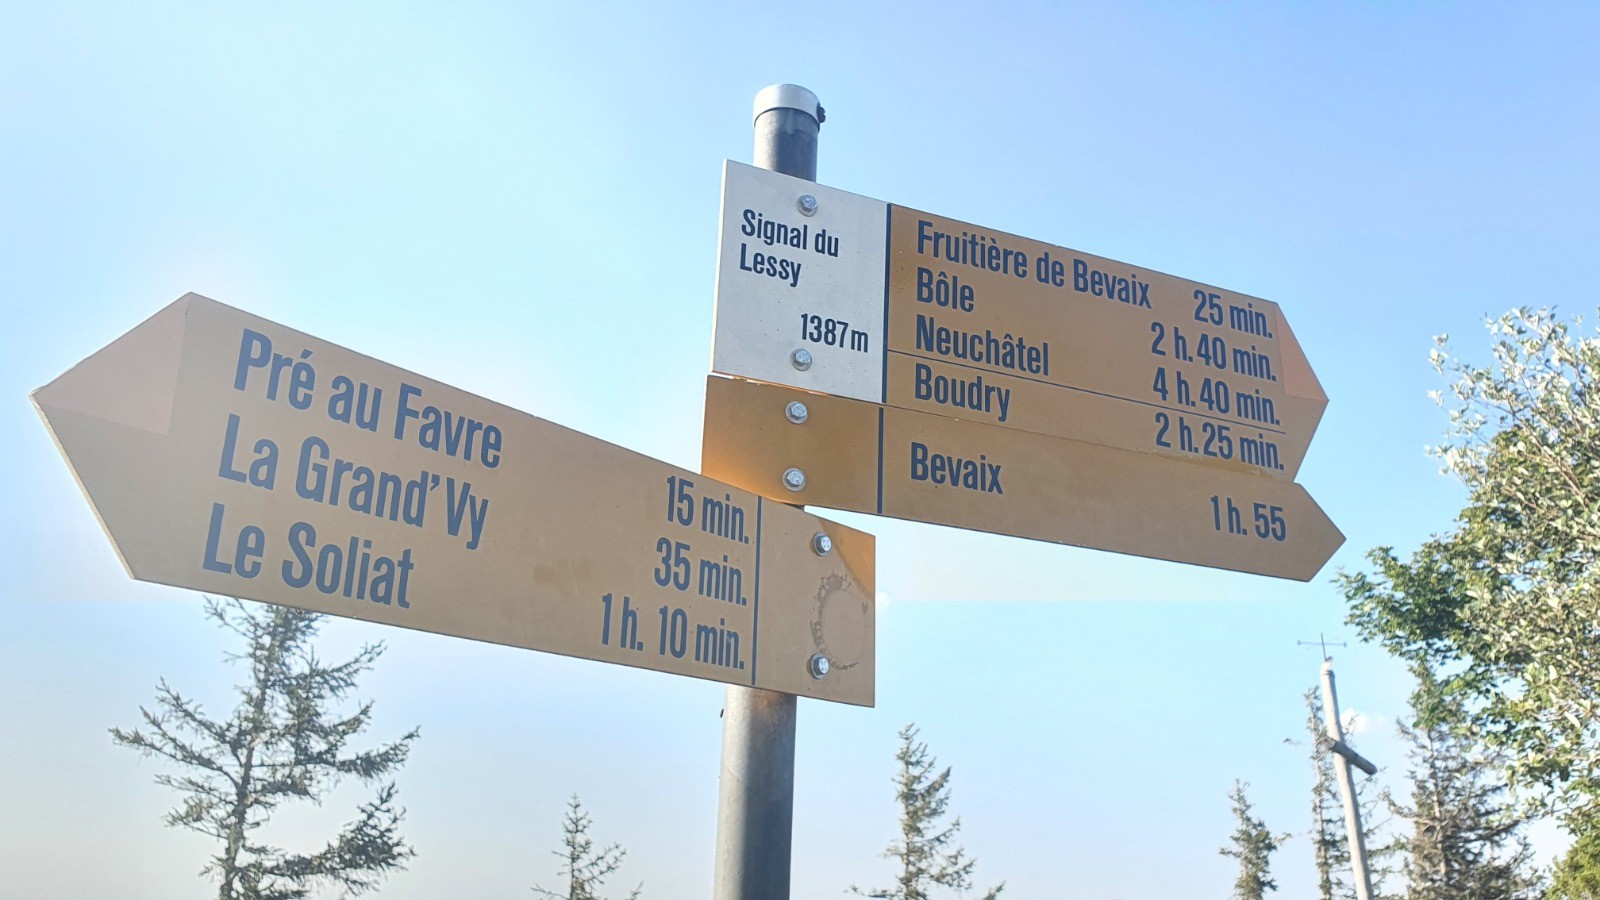 Signal du
Lessy
1387m
Fruitière de Bevaix 25 min.
Bôle 2 h. 40 min.
Neuchâtel 4 h. 40 min.
Boudry 2 h. 25 min.
Bevaix 1 h. 55
Pré au Favre 15 min.
La Grand'Vy 35 min.
Le Soliat 1 h. 10 min.